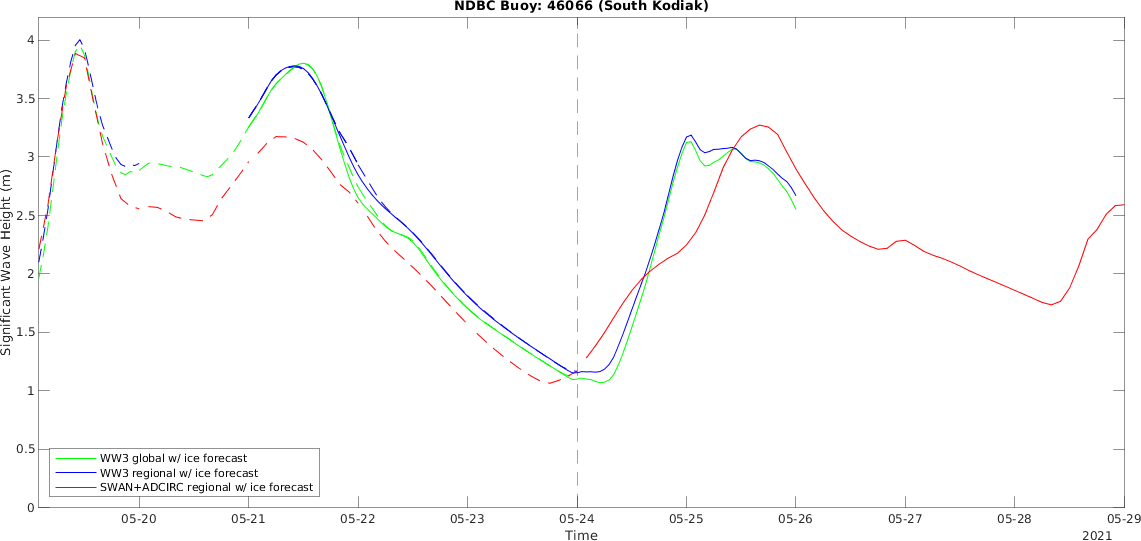 NDBC Buoy: 46066 (South Kodiak)
4
3.5
3
2.5
2
1.5
1
0.5
0
Significant Wave Height (m)
WW3 global w/ ice forecast
WW3 regional w/ ice forecast
SWAN+ADCIRC regional w/ ice forecast
05-20 05-21 05-22 05-23 05-24 05-25 05-26 05-27 05-28 05-29
Time
2021